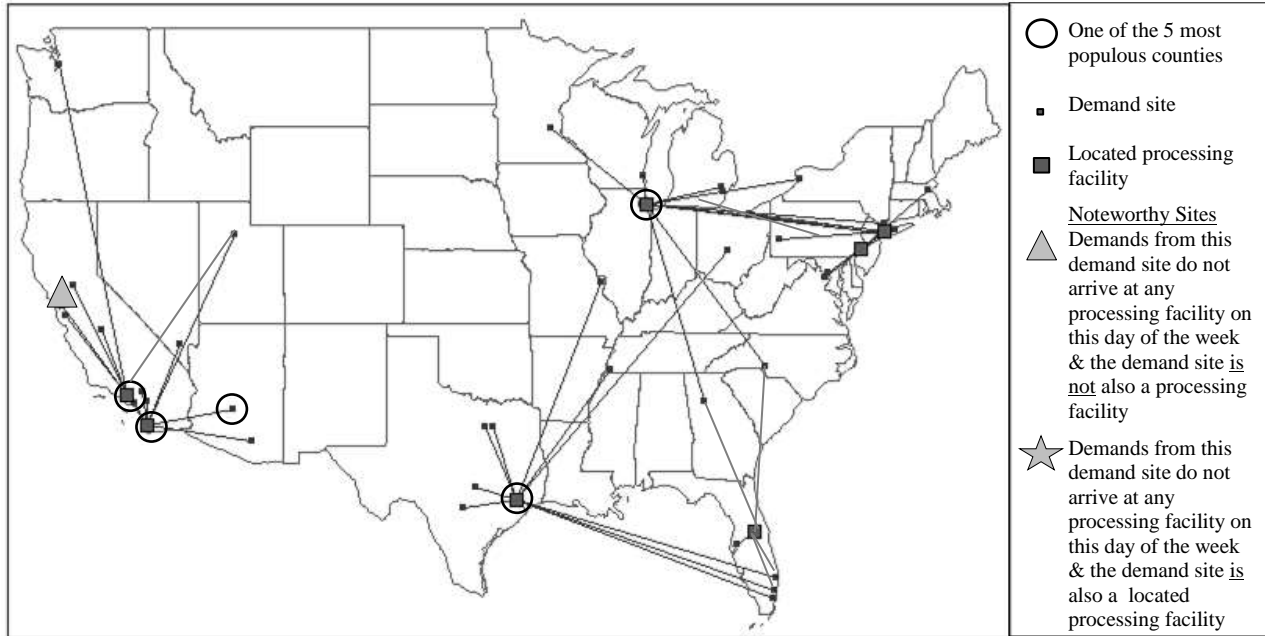 One of the 5 most
populous counties
Demand site
Located processing
facility
Noteworthy Sites
Demands from this
demand site do not
arrive at any
processing facility on
this day of the week
& the demand site is
not also a processing
facility
Demands from this
demand site do not
arrive at any
processing facility on
this day of the week
& the demand site is
also a located
processing facility